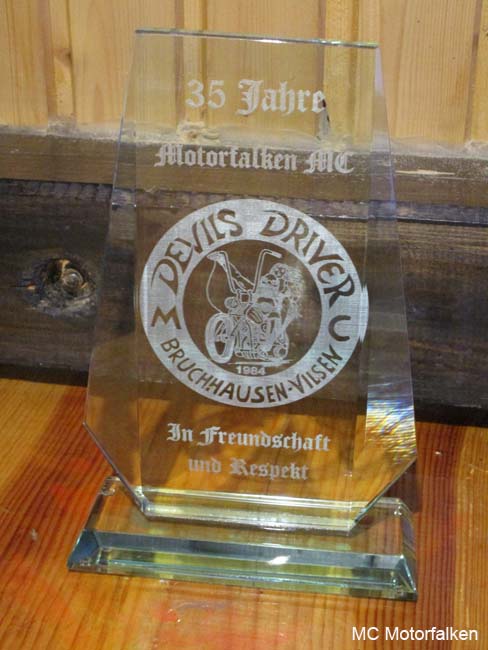 35 Jahre
Motorfalken MC
DEVILS DRIVER
M C
1984
BRUCHHAUSEN-VILSEN
In Freundschaft
und Respekt
MC Motorfalken